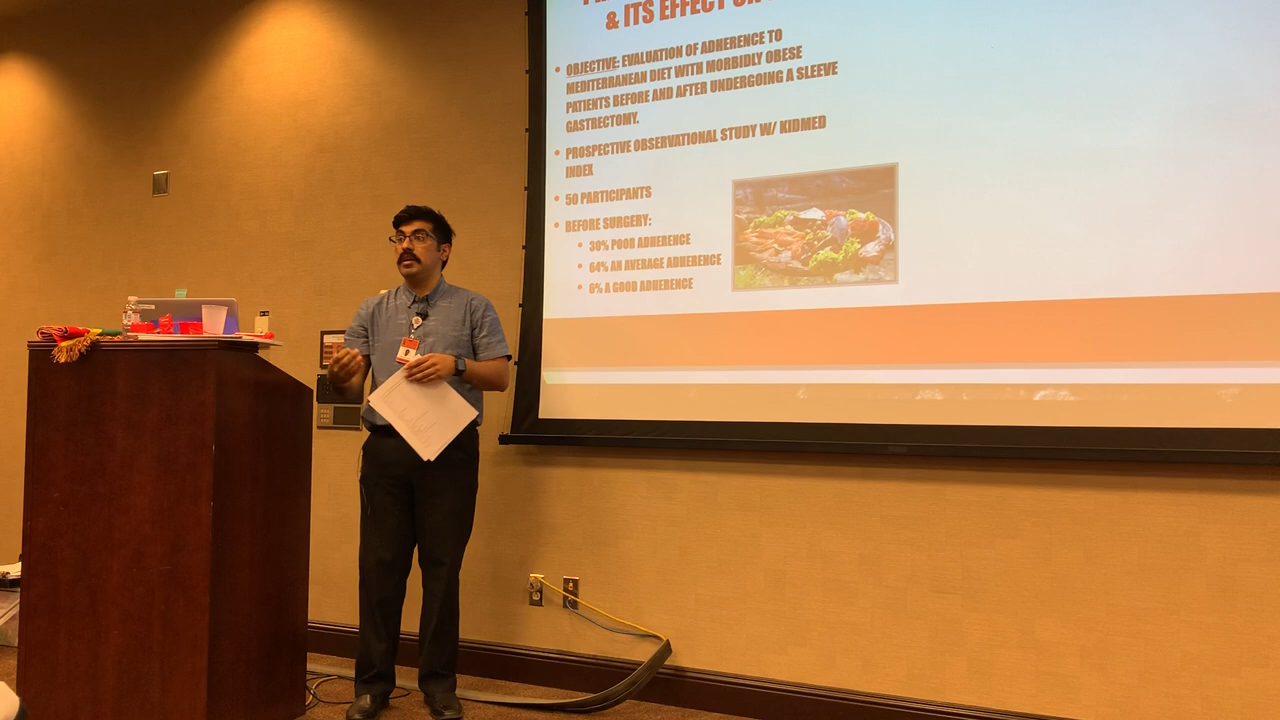 & ITS EFFECT ON
• OBJECTIVE: EVALUATION OF ADHERENCE TO
MEDITERRANEAN DIET WITH MORBIDLY OBESE
PATIENTS BEFORE AND AFTER UNDERGOING A SLEEVE
GASTRECTOMY.
• PROSPECTIVE OBSERVATIONAL STUDY W/ KIDMED
INDEX
• 50 PARTICIPANTS
• BEFORE SURGERY:
• 30% POOR ADHERENCE
• 64% AN AVERAGE ADHERENCE
• 6% A GOOD ADHERENCE